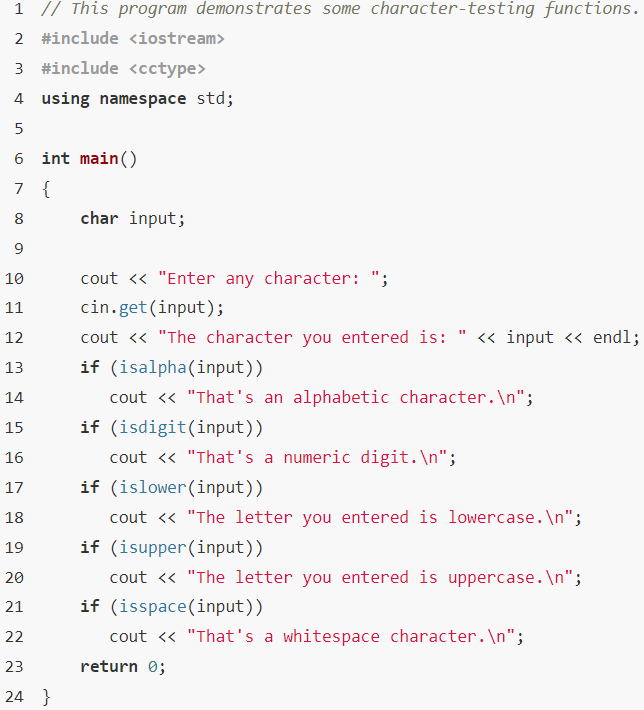 1 // This program demonstrates some character-testing functions.
2 #include <iostream>
3 #include <cctype>
4 using namespace std;
5
6 int main()
7 {
8     char input;
9
10     cout << "Enter any character: ";
11     cin.get(input);
12     cout << "The character you entered is: " << input << endl;
13     if (isalpha(input))
14        cout << "That's an alphabetic character.\n";
15     if (isdigit(input))
16        cout << "That's a numeric digit.\n";
17     if (islower(input))
18        cout << "The letter you entered is lowercase.\n";
19     if (isupper(input))
20        cout << "The letter you entered is uppercase.\n";
21     if (isspace(input))
22        cout << "That's a whitespace character.\n";
23     return 0;
24 }